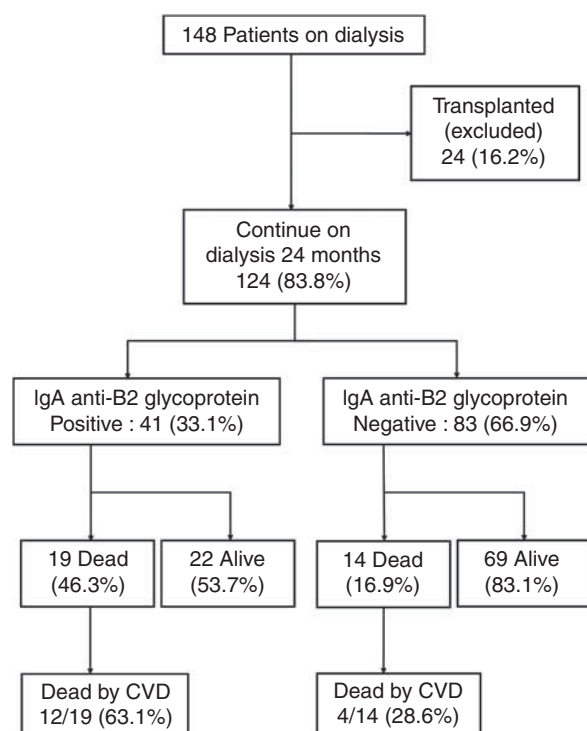 148 Patients on dialysis
Transplanted
(excluded)
24 (16.2%)
Continue on
dialysis 24 months
124 (83.8%)
IgA anti-B2 glycoprotein
Positive : 41 (33.1%)
IgA anti-B2 glycoprotein
Negative : 83 (66.9%)
19 Dead
(46.3%)
22 Alive
(53.7%)
14 Dead
(16.9%)
69 Alive
(83.1%)
Dead by CVD
12/19 (63.1%)
Dead by CVD
4/14 (28.6%)